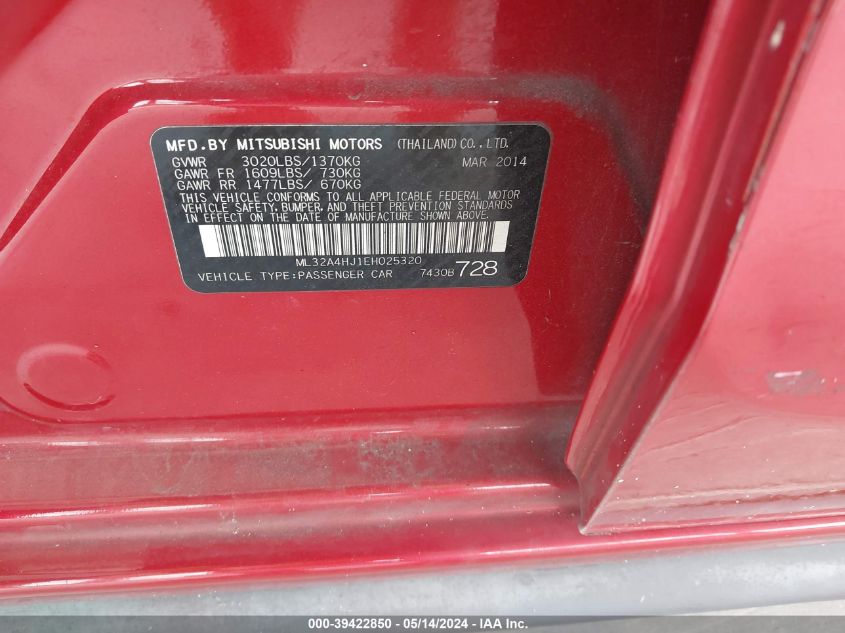 MFD.BY MITSUBISHI MOTORS (THAILAND) CO., LTD.
GVWR 3020LBS/1370KG MAR 2014
GAWR FR 1609LBS/ 730KG
GAWR RR 1477LBS/ 670KG
THIS VEHICLE CONFORMS TO ALL APPLICABLE FEDERAL MOTOR
VEHICLE SAFETY, BUMPER, AND THEFT PREVENTION STANDARDS
IN EFFECT ON THE DATE OF MANUFACTURE SHOWN ABOVE.
ML32A4HJ1EH025320
VEHICLE TYPE:PASSENGER CAR 7430B 728
000-39422850 / 05/14/2024 - IMAGE © IAA, LLC.